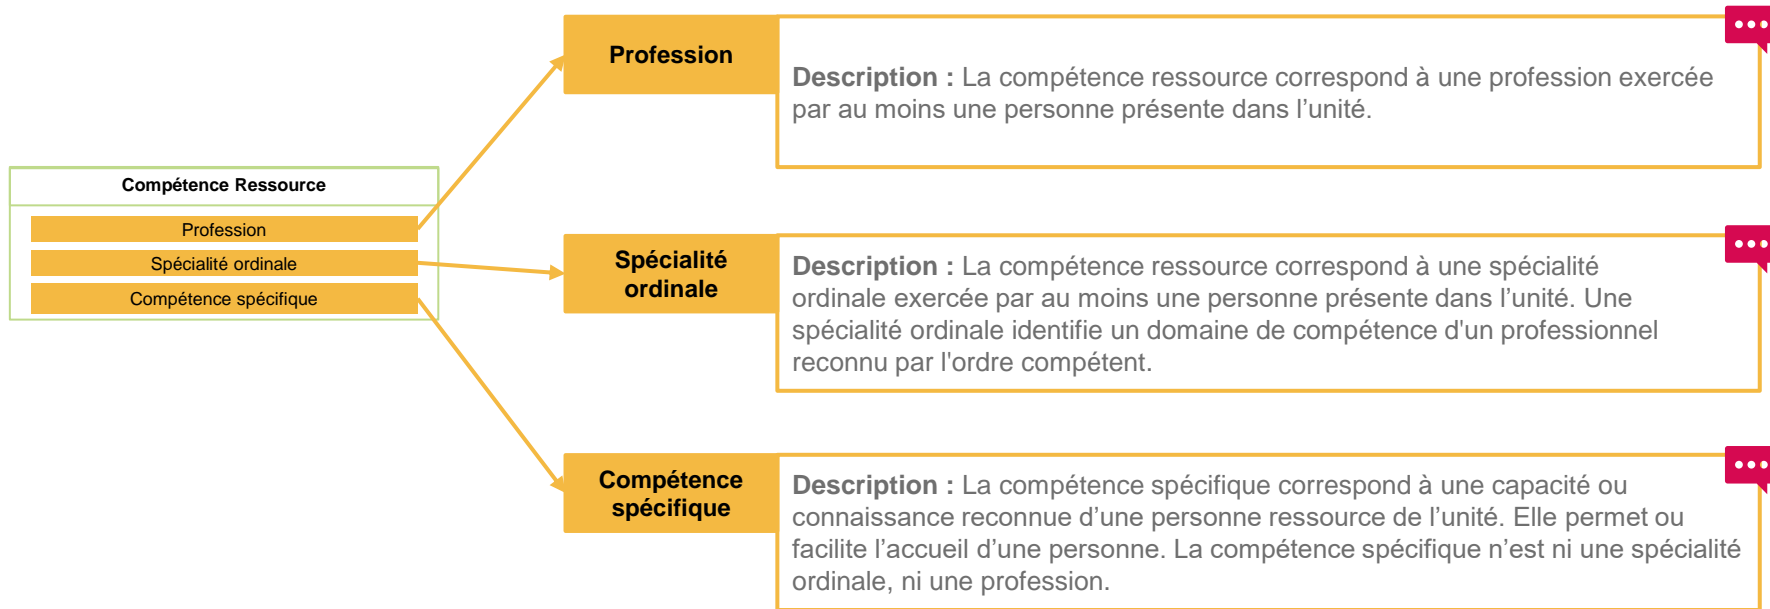 Compétence Ressource
Profession
Spécialité ordinale
Compétence spécifique
Profession
Description : La compétence ressource correspond à une profession exercée
par au moins une personne présente dans l’unité.
Spécialité
ordinale
Description : La compétence ressource correspond à une spécialité
ordinale exercée par au moins une personne présente dans l’unité. Une
spécialité ordinale identifie un domaine de compétence d'un professionnel
reconnu par l'ordre compétent.
Compétence
spécifique
Description : La compétence spécifique correspond à une capacité ou
connaissance reconnue d’une personne ressource de l’unité. Elle permet ou
facilite l’accueil d’une personne. La compétence spécifique n’est ni une spécialité
ordinale, ni une profession.